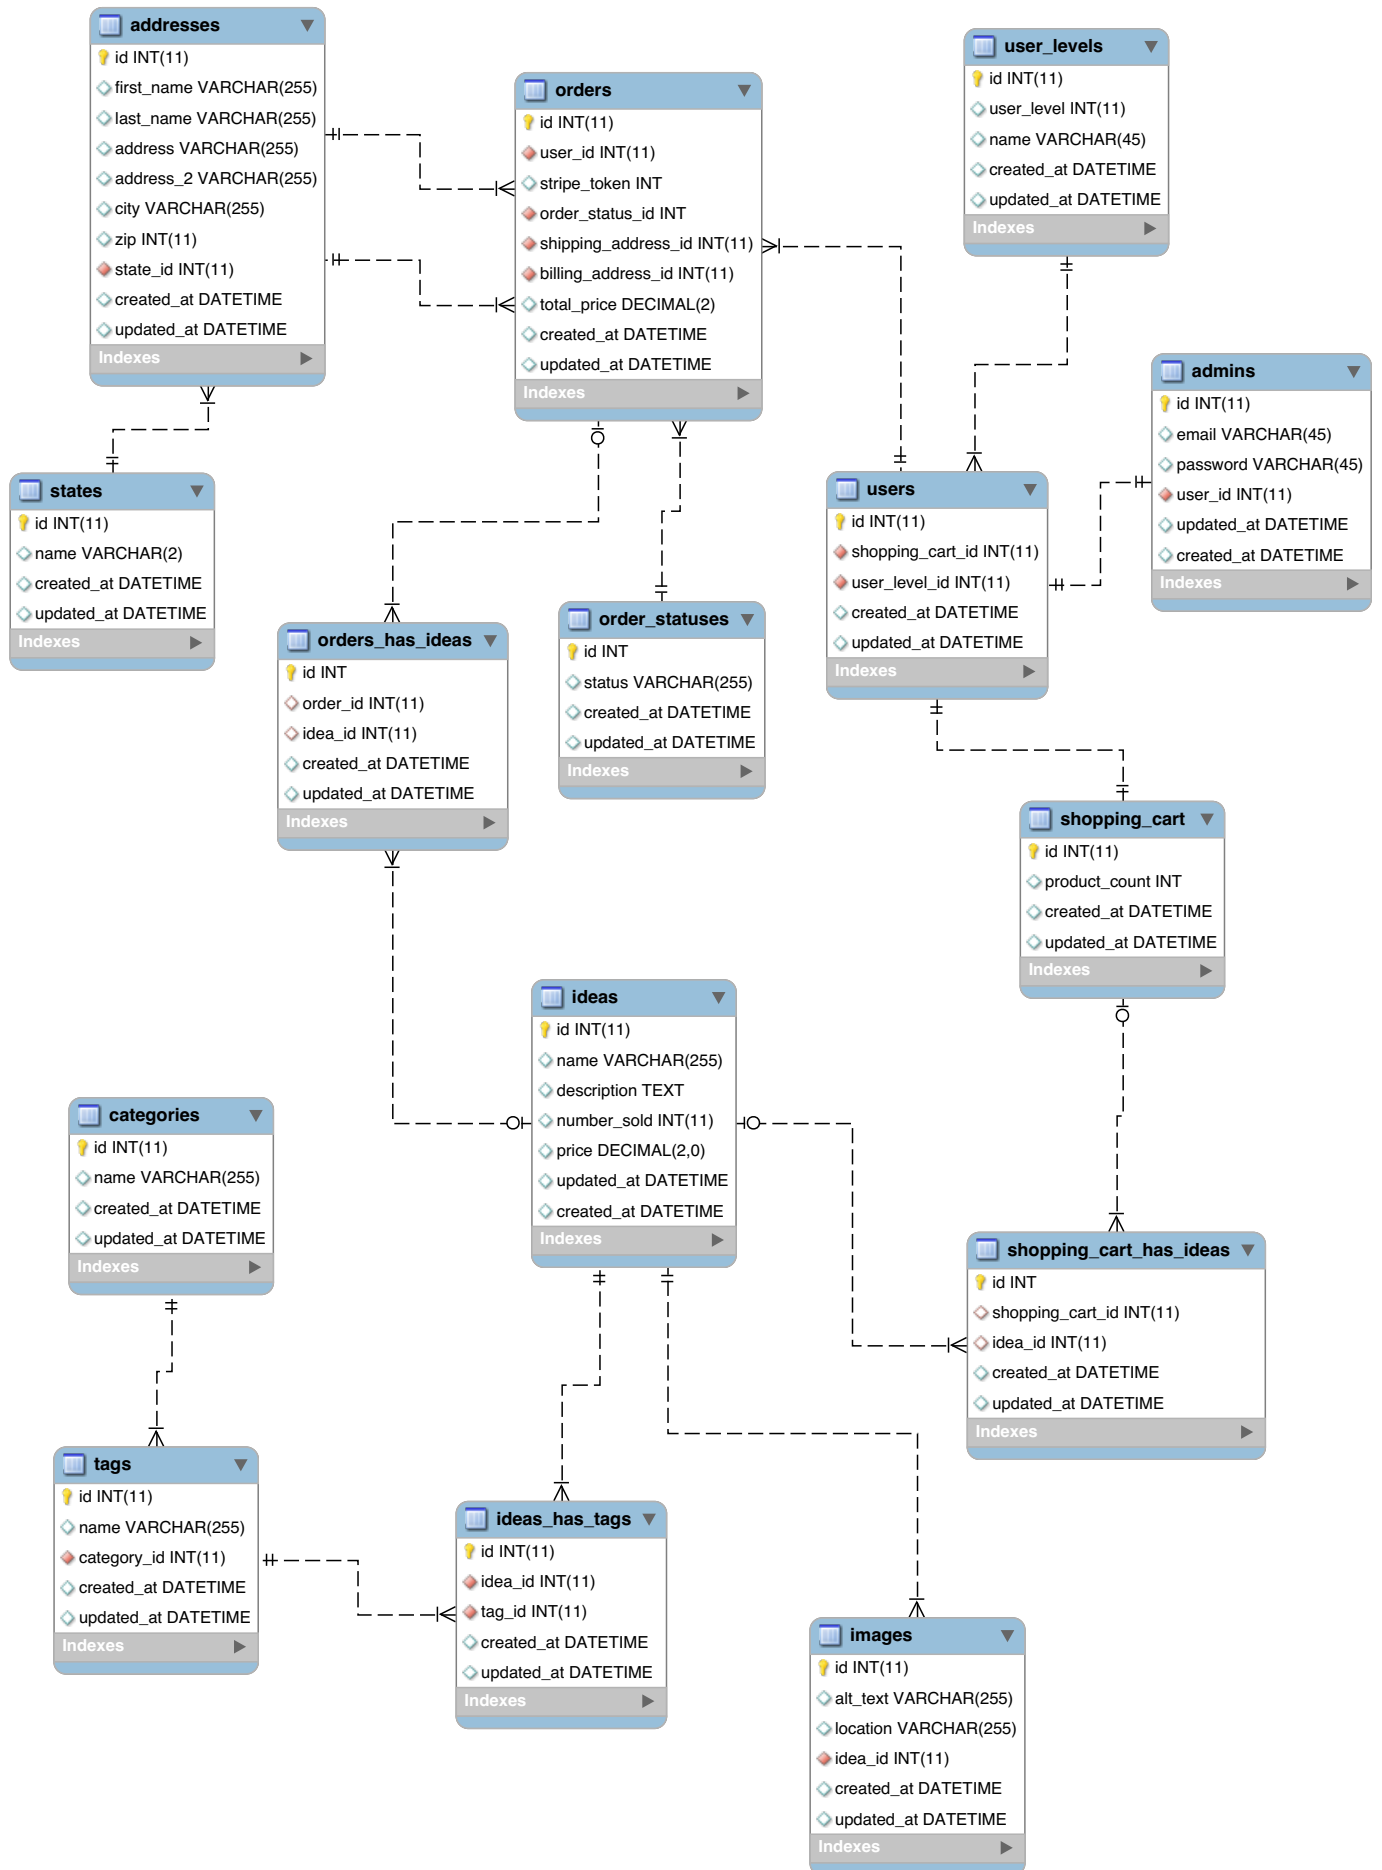 addresses
id INT(11)
first_name VARCHAR(255)
last_name VARCHAR(255)
address VARCHAR(255)
address_2 VARCHAR(255)
city VARCHAR(255)
zip INT(11)
state_id INT(11)
created_at DATETIME
updated_at DATETIME
Indexes
orders
id INT(11)
user_id INT(11)
stripe_token INT
order_status_id INT
shipping_address_id INT(11)
billing_address_id INT(11)
total_price DECIMAL(2)
created_at DATETIME
updated_at DATETIME
Indexes
user_levels
id INT(11)
user_level INT(11)
name VARCHAR(45)
created_at DATETIME
updated_at DATETIME
Indexes
admins
id INT(11)
email VARCHAR(45)
password VARCHAR(45)
user_id INT(11)
updated_at DATETIME
created_at DATETIME
Indexes
states
id INT(11)
name VARCHAR(2)
created_at DATETIME
updated_at DATETIME
Indexes
users
id INT(11)
shopping_cart_id INT(11)
user_level_id INT(11)
created_at DATETIME
updated_at DATETIME
Indexes
orders_has_ideas
id INT
order_id INT(11)
idea_id INT(11)
created_at DATETIME
updated_at DATETIME
Indexes
order_statuses
id INT
status VARCHAR(255)
created_at DATETIME
updated_at DATETIME
Indexes
shopping_cart
id INT(11)
product_count INT
created_at DATETIME
updated_at DATETIME
Indexes
ideas
id INT(11)
name VARCHAR(255)
description TEXT
number_sold INT(11)
price DECIMAL(2,0)
updated_at DATETIME
created_at DATETIME
Indexes
categories
id INT(11)
name VARCHAR(255)
created_at DATETIME
updated_at DATETIME
Indexes
shopping_cart_has_ideas
id INT
shopping_cart_id INT(11)
idea_id INT(11)
created_at DATETIME
updated_at DATETIME
Indexes
tags
id INT(11)
name VARCHAR(255)
category_id INT(11)
created_at DATETIME
updated_at DATETIME
Indexes
ideas_has_tags
id INT(11)
idea_id INT(11)
tag_id INT(11)
created_at DATETIME
updated_at DATETIME
Indexes
images
id INT(11)
alt_text VARCHAR(255)
location VARCHAR(255)
idea_id INT(11)
created_at DATETIME
updated_at DATETIME
Indexes